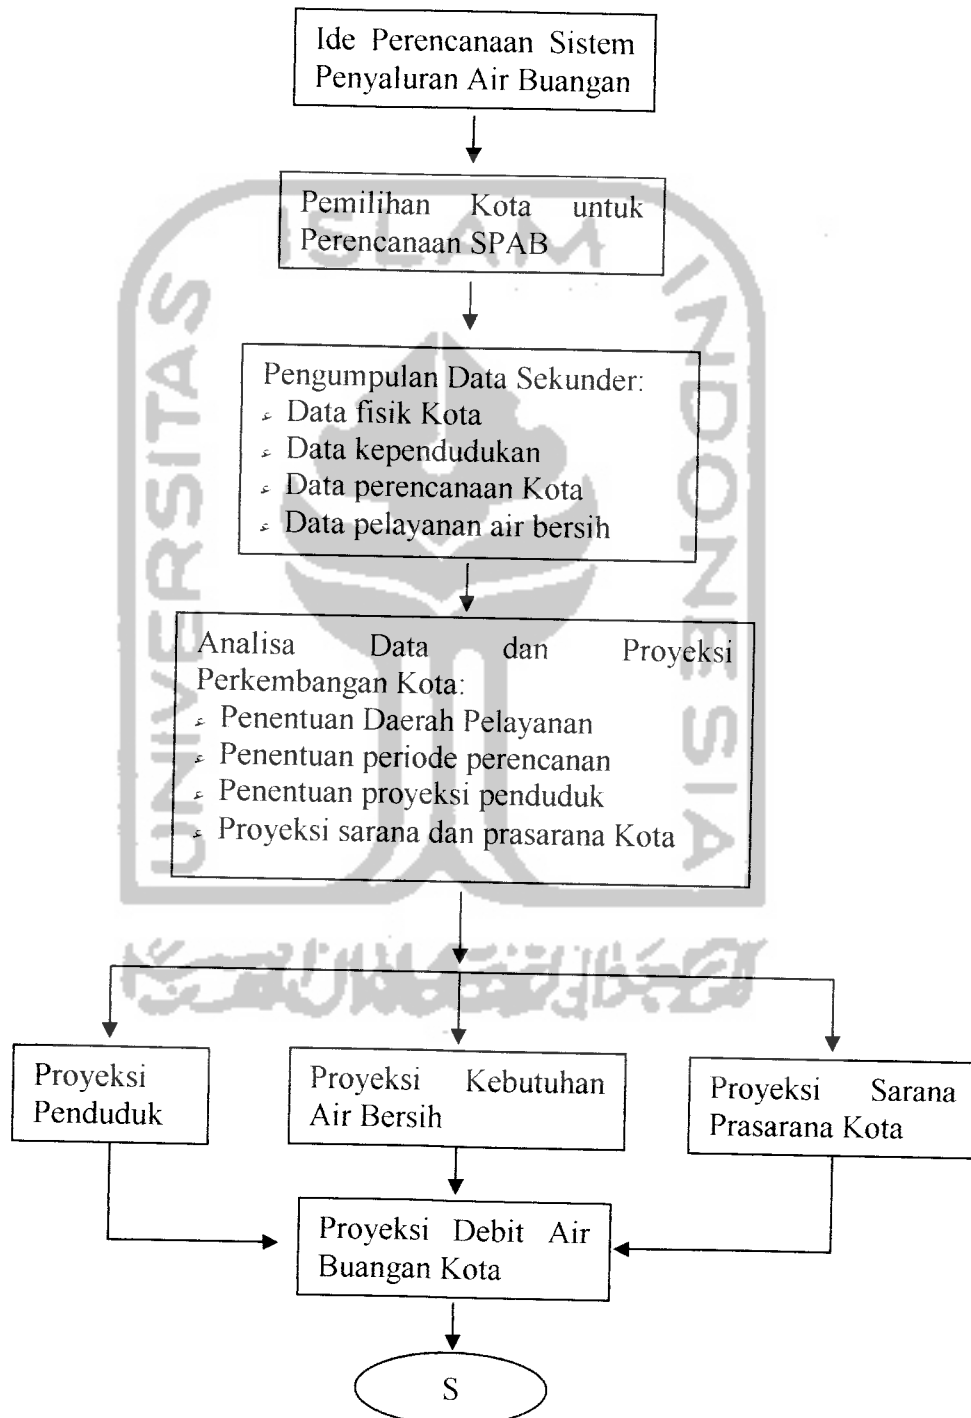 Ide Perencanaan Sistem
Penyaluran Air Buangan
Pemilihan Kota untuk
Perencanaan SPAB
Pengumpulan Data Sekunder:
Data fisik Kota
Data kependudukan
Data perencanaan Kota
Data pelayanan air bersih
Analisa Data dan Proyeksi
Perkembangan Kota:
Penentuan Daerah Pelayanan
Penentuan periode perencanan
Penentuan proyeksi penduduk
Proyeksi sarana dan prasarana Kota
Proyeksi
Penduduk
Proyeksi Kebutuhan
Air Bersih
Proyeksi Sarana
Prasarana Kota
Proyeksi Debit Air
Buangan Kota
S
UNIVERSITAS
ISLAM
INDONESIA